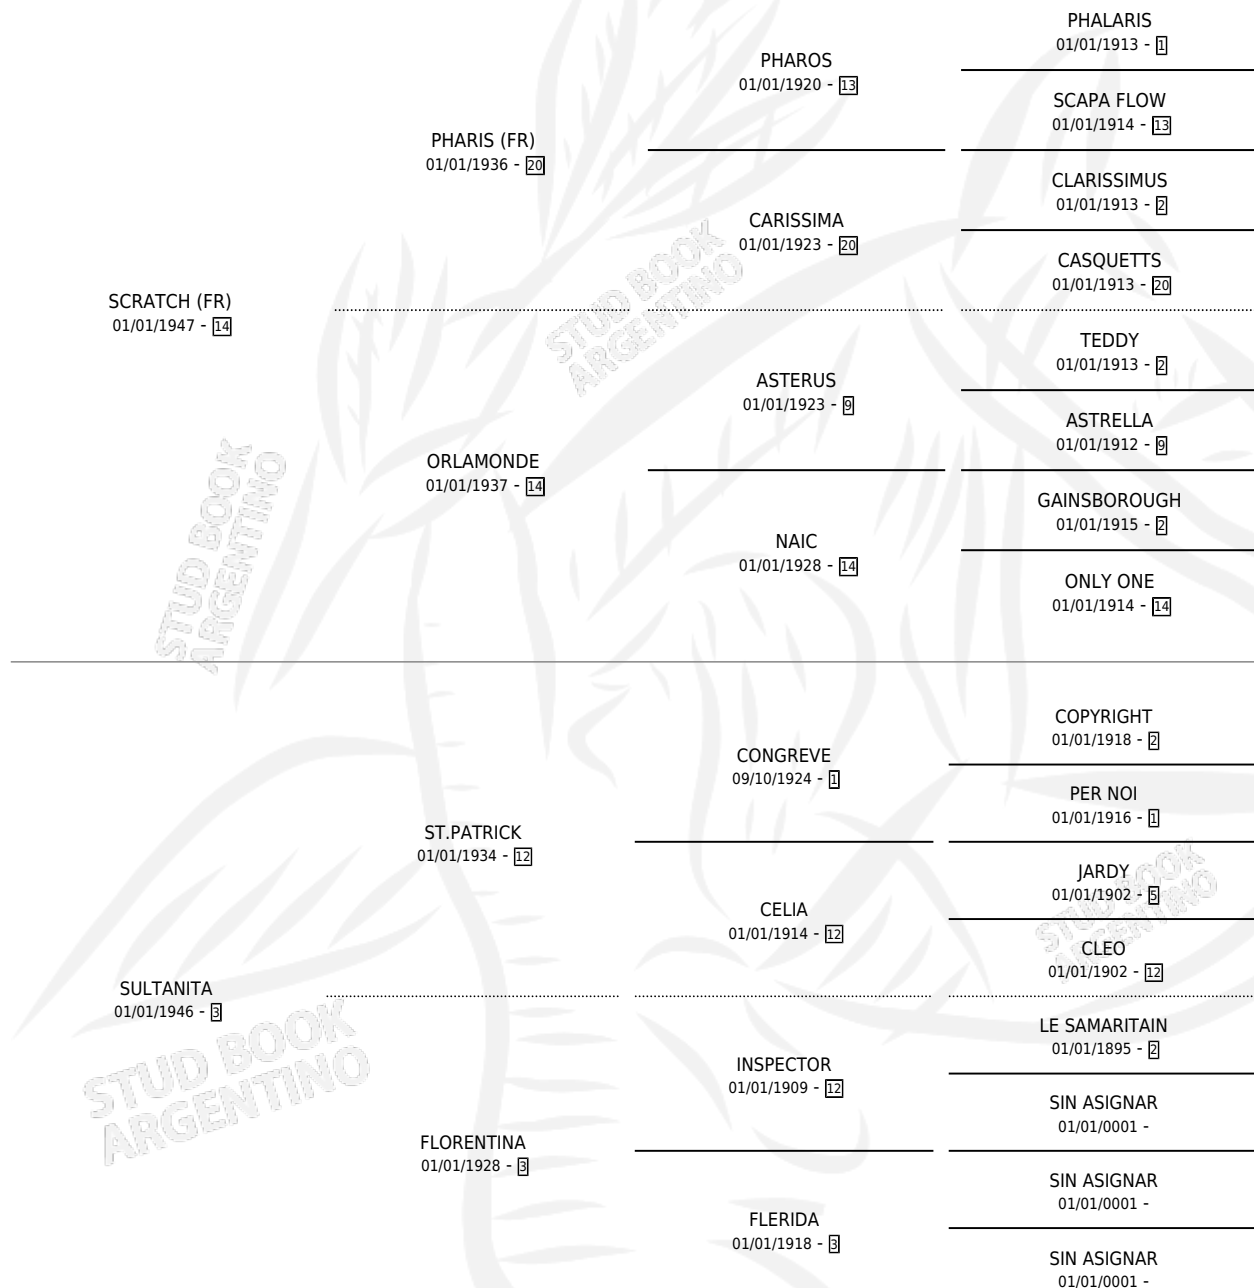 PHALARIS
01/01/1913 - 1
PHAROS
01/01/1920 - 13
SCAPA FLOW
01/01/1914 - 13
PHARIS (FR)
01/01/1936 - 20
CLARISSIMUS
01/01/1913 - 2
CARISSIMA
01/01/1923 - 20
CASQUETTS
01/01/1913 - 20
SCRATCH (FR)
01/01/1947 - 14
STUD BOOK
ARGENTINO
TEDDY
01/01/1913 - 2
ASTERUS
01/01/1923 - 9
ASTRELLA
01/01/1912 - 9
ORLAMONDE
01/01/1937 - 14
GAINSBOROUGH
01/01/1915 - 2
NAIC
01/01/1928 - 14
ONLY ONE
01/01/1914 - 14
STUD BOOK
ARGENTINO
COPYRIGHT
01/01/1918 - 2
CONGREVE
09/10/1924 - 1
PER NOI
01/01/1916 - 1
ST.PATRICK
01/01/1934 - 12
JARDY
01/01/1902 - 5
CELIA
01/01/1914 - 12
STUD BOOK
ARGENTINO
CLEO
01/01/1902 - 12
SULTANITA
01/01/1946 - 3
STUD BOOK
ARGENTINO
LE SAMARITAIN
01/01/1895 - 2
INSPECTOR
01/01/1909 - 12
SIN ASIGNAR
01/01/0001 -
FLORENTINA
01/01/1928 - 3
SIN ASIGNAR
01/01/0001 -
FLERIDA
01/01/1918 - 3
SIN ASIGNAR
01/01/0001 -